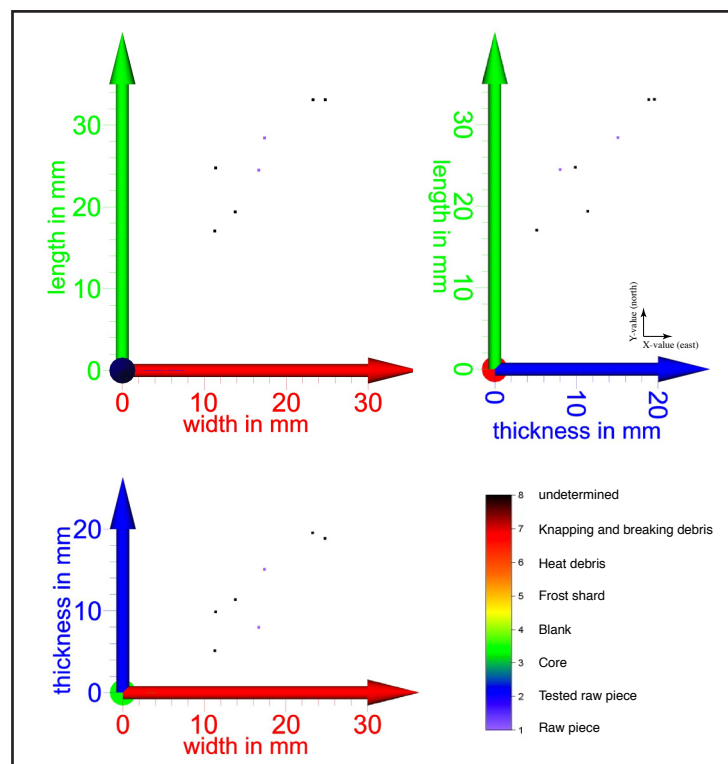 length in mm
30
20
10
0
0
10
20
30
width in mm
length in mm
30
20
10
0
0
10
20
thickness in mm
Y-value (north)
X-value (east)
thickness in mm
20
10
0
0
10
20
30
width in mm
8 undetermined
7 Knapping and breaking debris
6 Heat debris
5 Frost shard
4 Blank
3 Core
2 Tested raw piece
1 Raw piece